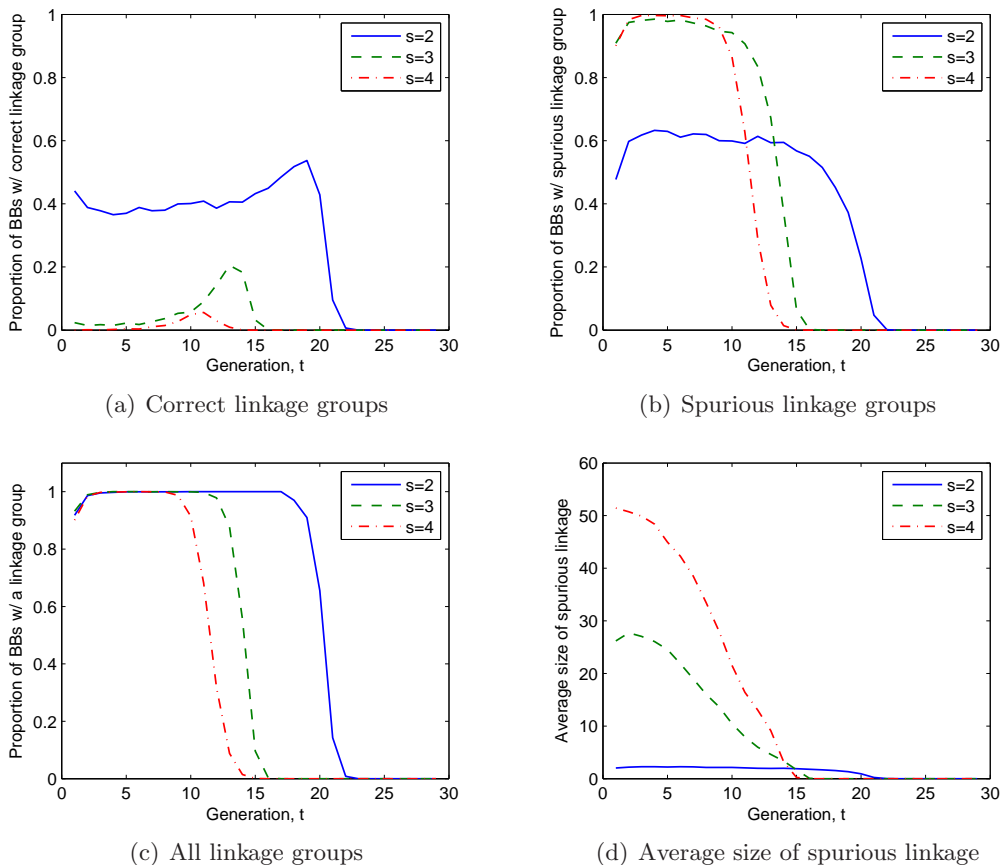 Proportion of BBs w/ correct linkage group
1
0.8
0.6
0.4
0.2
0
0 5 10 15 20 25 30
Generation, t
s=2
s=3
s=4
(a) Correct linkage groups
Proportion of BBs w/ spurious linkage group
1
0.8
0.6
0.4
0.2
0
0 5 10 15 20 25 30
Generation, t
s=2
s=3
s=4
(b) Spurious linkage groups
Proportion of BBs w/ a linkage group
1
0.8
0.6
0.4
0.2
0
0 5 10 15 20 25 30
Generation, t
s=2
s=3
s=4
(c) All linkage groups
Average size of spurious linkage
60
50
40
30
20
10
0
0 5 10 15 20 25 30
Generation, t
s=2
s=3
s=4
(d) Average size of spurious linkage